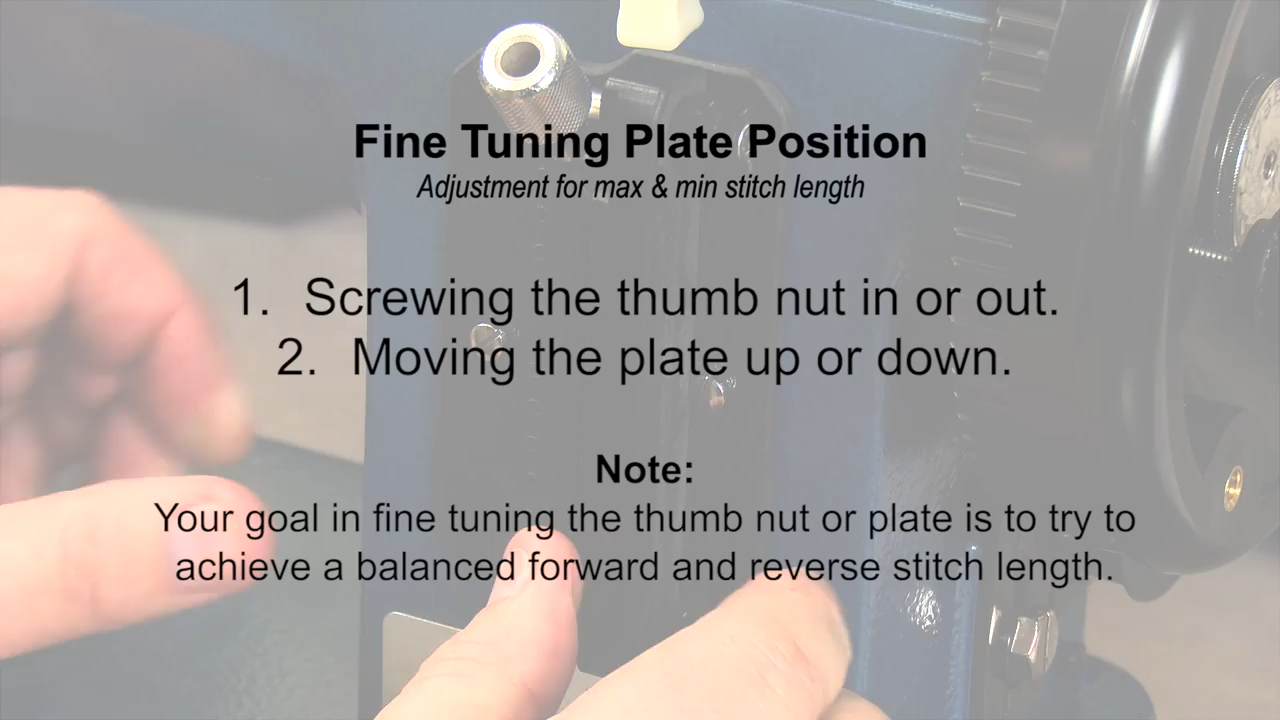 Fine Tuning Plate Position
Adjustment for max & min stitch length
1. Screwing the thumb nut in or out.
2. Moving the plate up or down.
Note:
Your goal in fine tuning the thumb nut or plate is to try to
achieve a balanced forward and reverse stitch length.